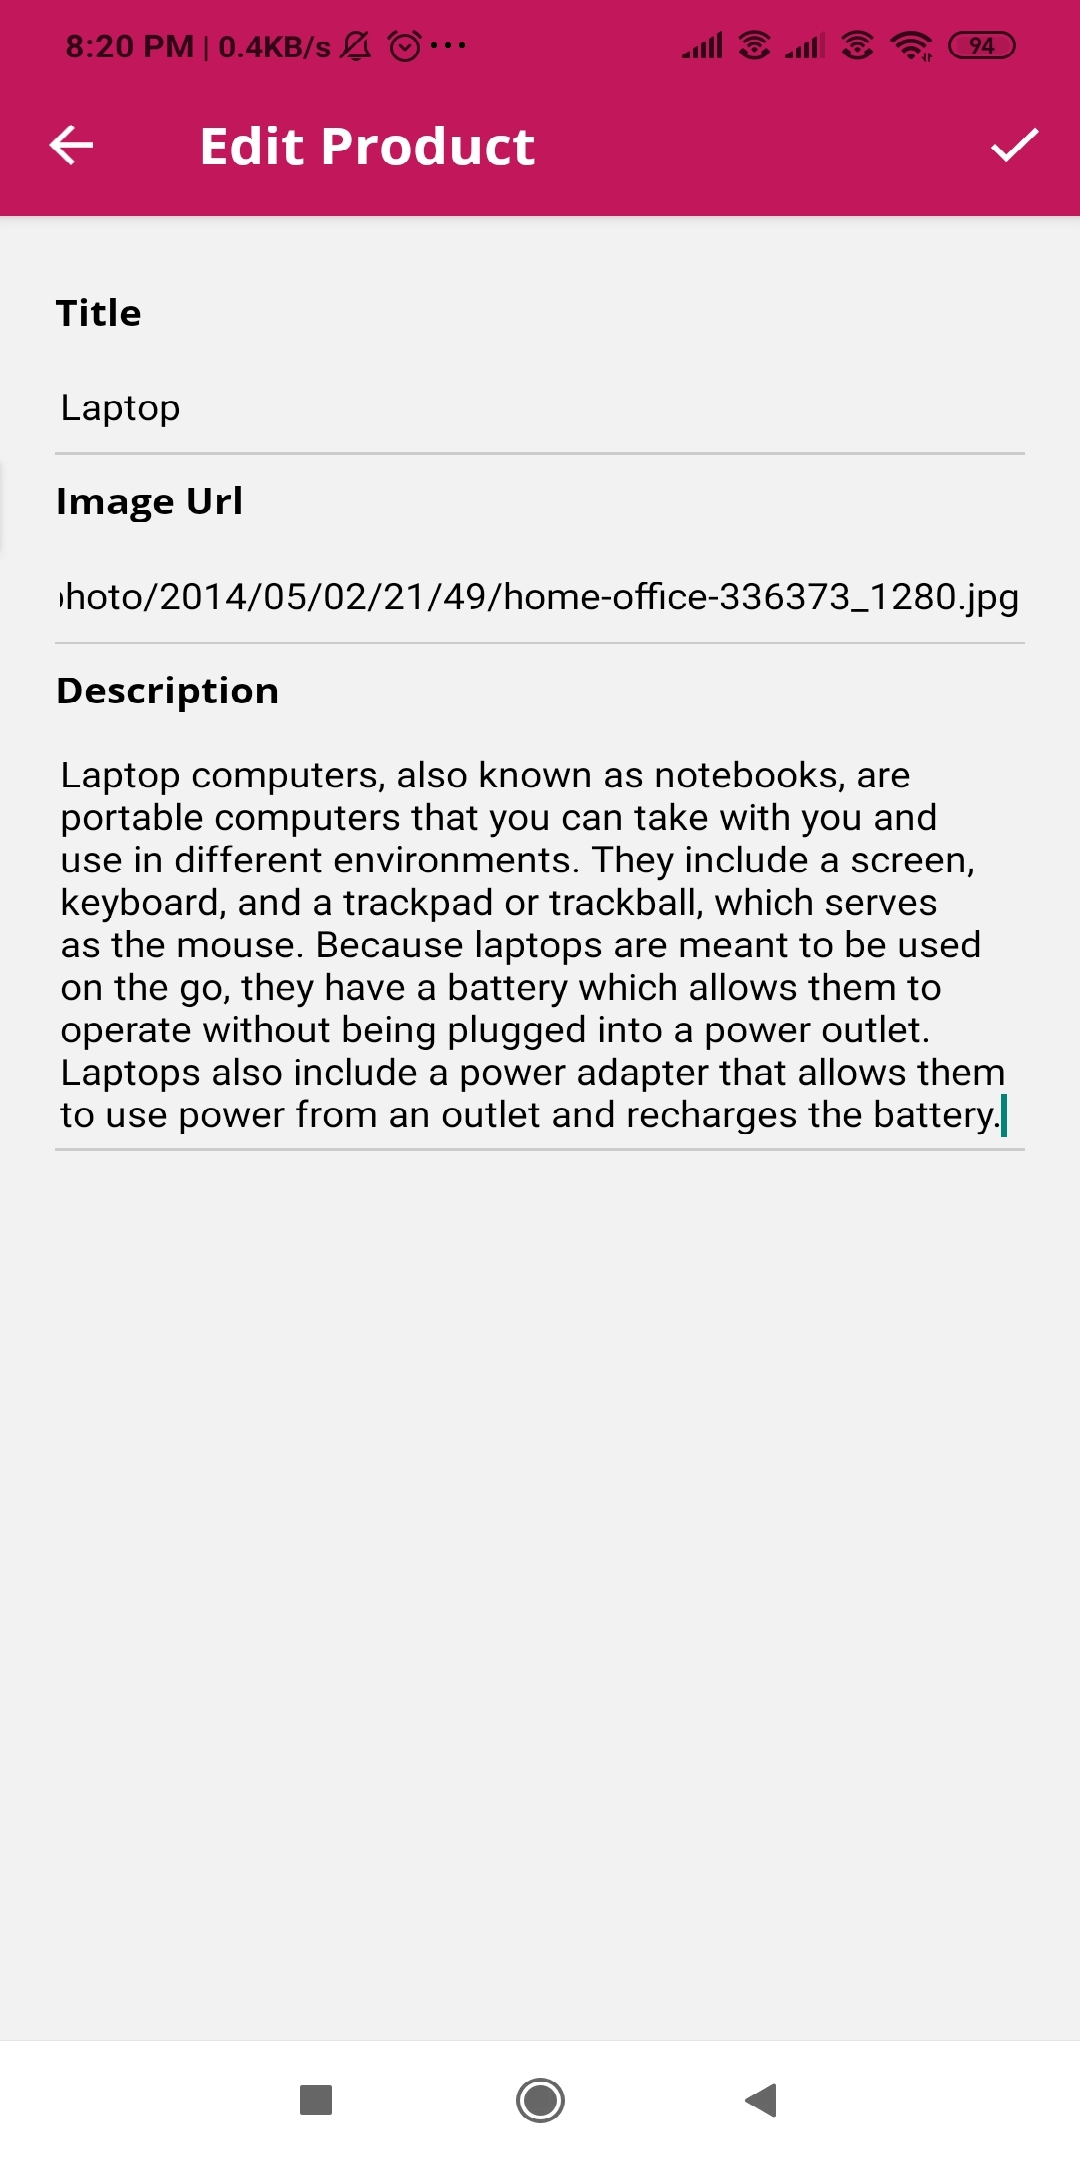 8:20 PM | 0.4KB/s
94
Edit Product
Title
Laptop
Image Url
photo/2014/05/02/21/49/home-office-336373_1280.jpg
Description
Laptop computers, also known as notebooks, are
portable computers that you can take with you and
use in different environments. They include a screen,
keyboard, and a trackpad or trackball, which serves
as the mouse. Because laptops are meant to be used
on the go, they have a battery which allows them to
operate without being plugged into a power outlet.
Laptops also include a power adapter that allows them
to use power from an outlet and recharges the battery.